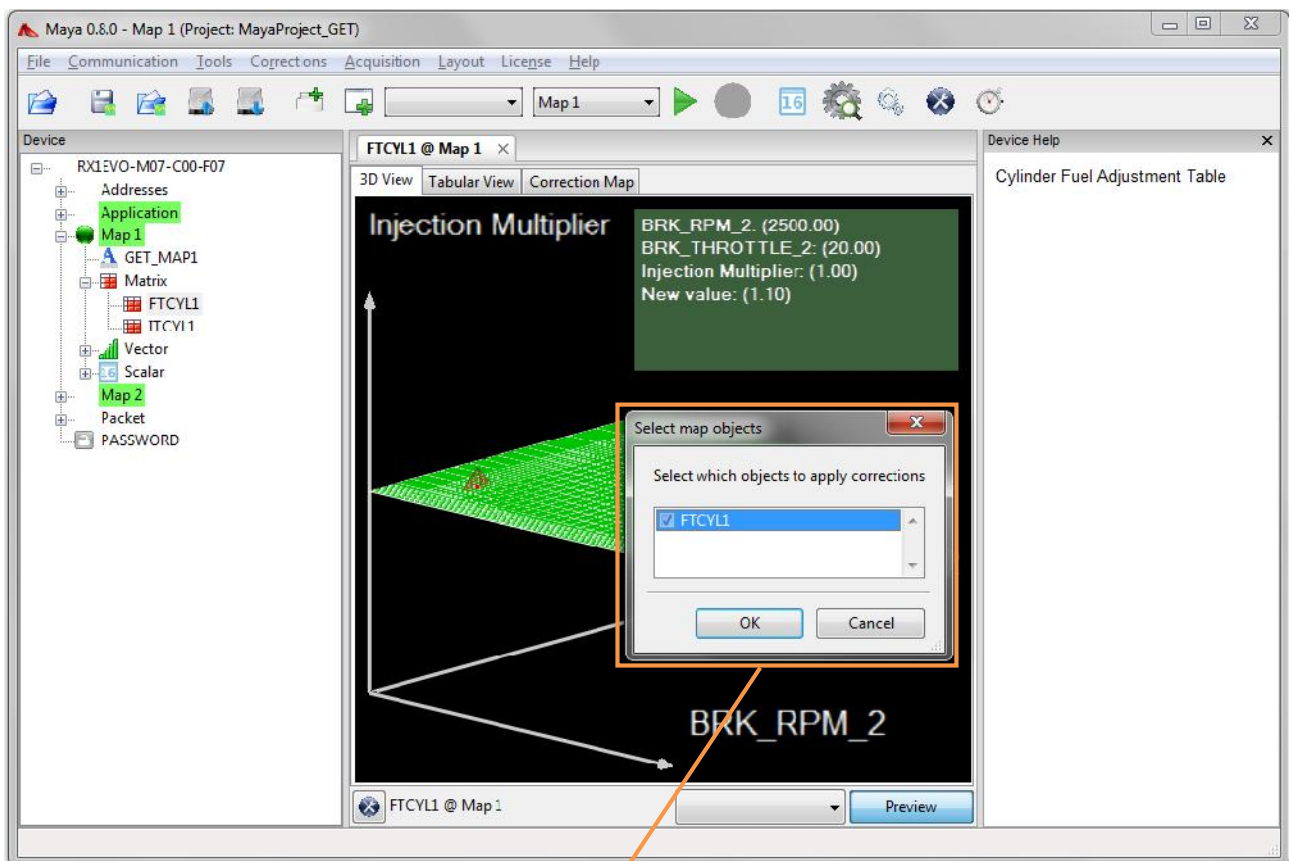 Maya 0.8.0 - Map 1 (Project: MayaProject_GET)
File Communication Tools Corrections Acquisition Layout License Help
Map 1
16
Device
RX1EVO-M07-C00-F07
Addresses
Application
Map 1
GET_MAP1
Matrix
FTCYL1
ITCYL1
Vector
16 Scalar
Map 2
Packet
PASSWORD
FTCYL1 @ Map 1
3D View Tabular View Correction Map
Injection Multiplier
BRK_RPM_2: (2500.00)
BRK_THROTTLE_2: (20.00)
Injection Multiplier: (1.00)
New value: (1.10)
Select map objects
Select which objects to apply corrections
FTCYL1
OK Cancel
BRK_RPM_2
FTCYL1 @ Map 1
Preview
Device Help
Cylinder Fuel Adjustment Table